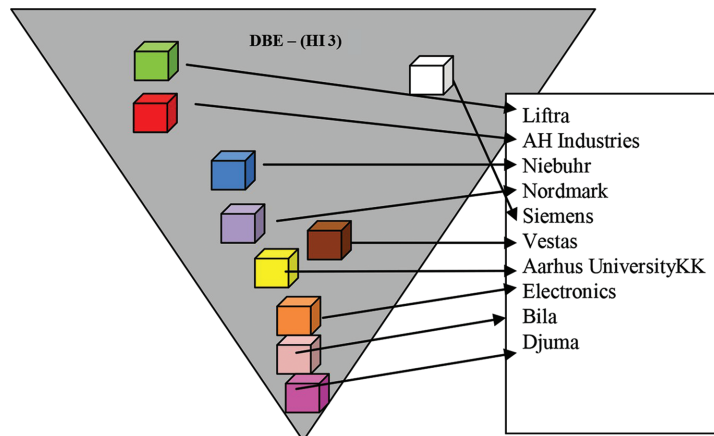 DBE – (HI 3)
Liftra
AH Industries
Niebuhr
Nordmark
Siemens
Vestas
Aarhus UniversityKK
Electronics
Bila
Djuma